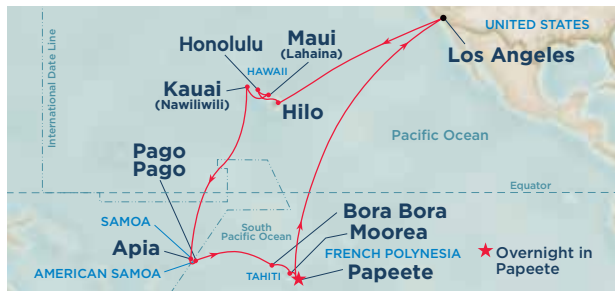 UNITED STATES
Los Angeles
Maui
(Lahaina)
Honolulu
HAWAII
Kauai
(Nawiliwili)
Hilo
International Date Line
Pacific Ocean
Pago
Pago
Equator
SAMOA
Apia
AMERICAN SAMOA
South
Pacific Ocean
Bora Bora
Moorea
FRENCH POLYNESIA
TAHITI
Papeete
Overnight in
Papeete